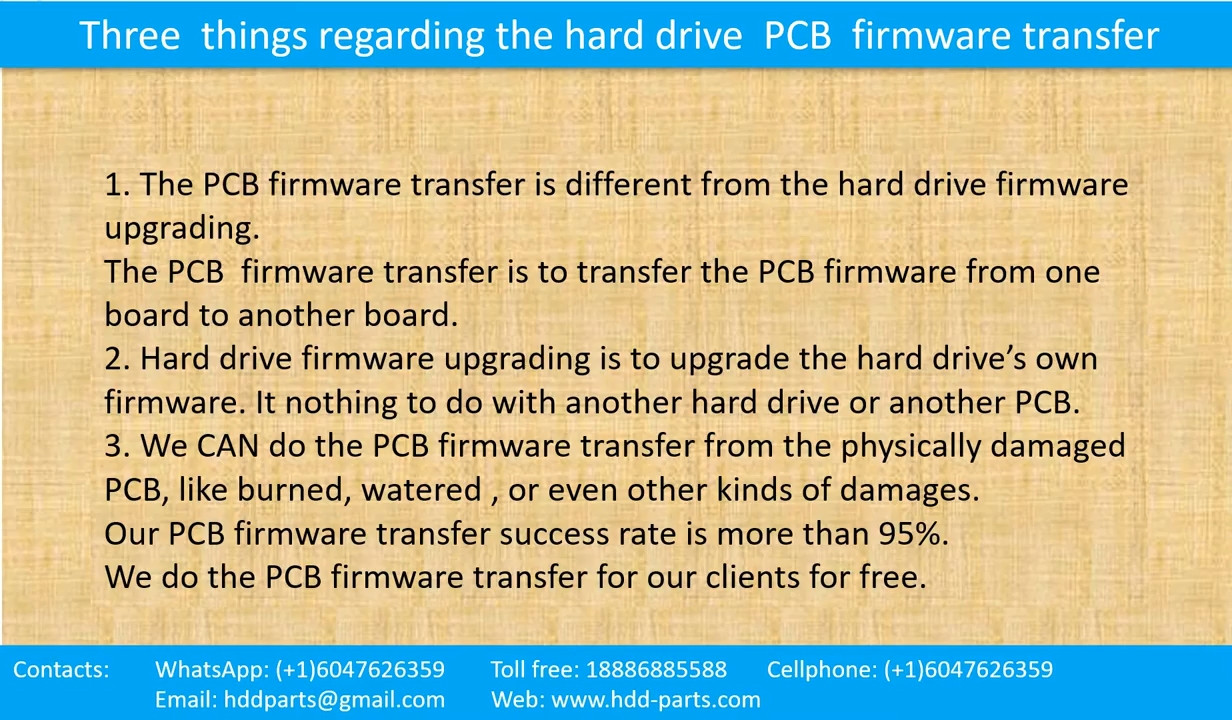 Three things regarding the hard drive PCB firmware transfer
1. The PCB firmware transfer is different from the hard drive firmware
upgrading.
The PCB firmware transfer is to transfer the PCB firmware from one
board to another board.
2. Hard drive firmware upgrading is to upgrade the hard drive’s own
firmware. It nothing to do with another hard drive or another PCB.
3. We CAN do the PCB firmware transfer from the physically damaged
PCB, like burned, watered , or even other kinds of damages.
Our PCB firmware transfer success rate is more than 95%.
We do the PCB firmware transfer for our clients for free.
Contacts: WhatsApp: (+1)6047626359 Toll free: 18886885588 Cellphone: (+1)6047626359
Email: hddparts@gmail.com Web: www.hdd-parts.com